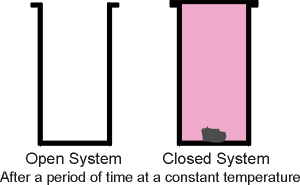 Open System Closed System
After a period of time at a constant temperature